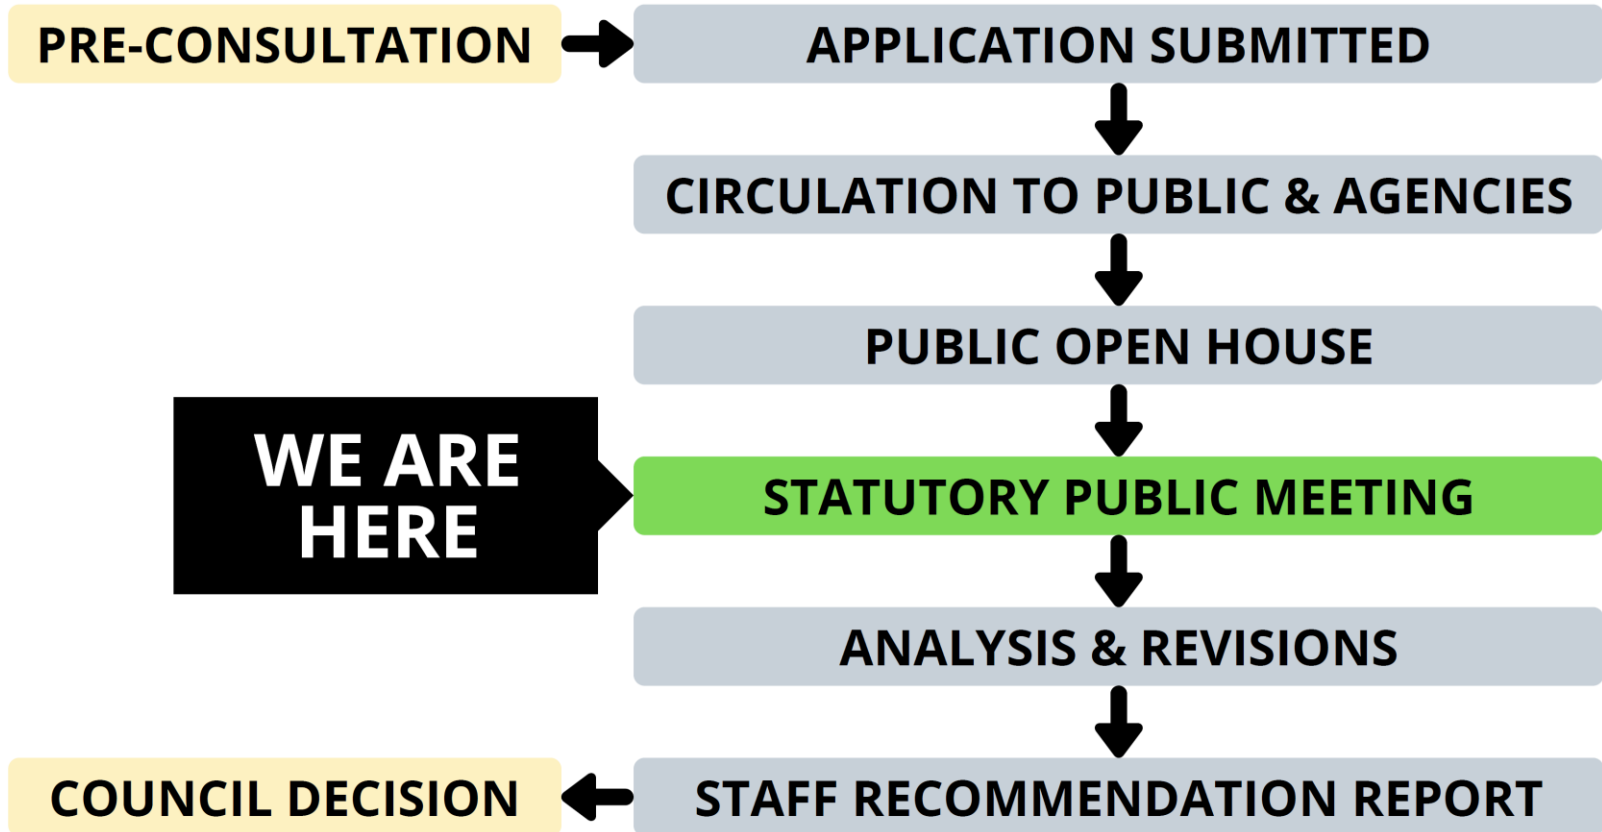 PRE-CONSULTATION
APPLICATION SUBMITTED
CIRCULATION TO PUBLIC & AGENCIES
PUBLIC OPEN HOUSE
WE ARE
HERE
STATUTORY PUBLIC MEETING
ANALYSIS & REVISIONS
STAFF RECOMMENDATION REPORT
COUNCIL DECISION